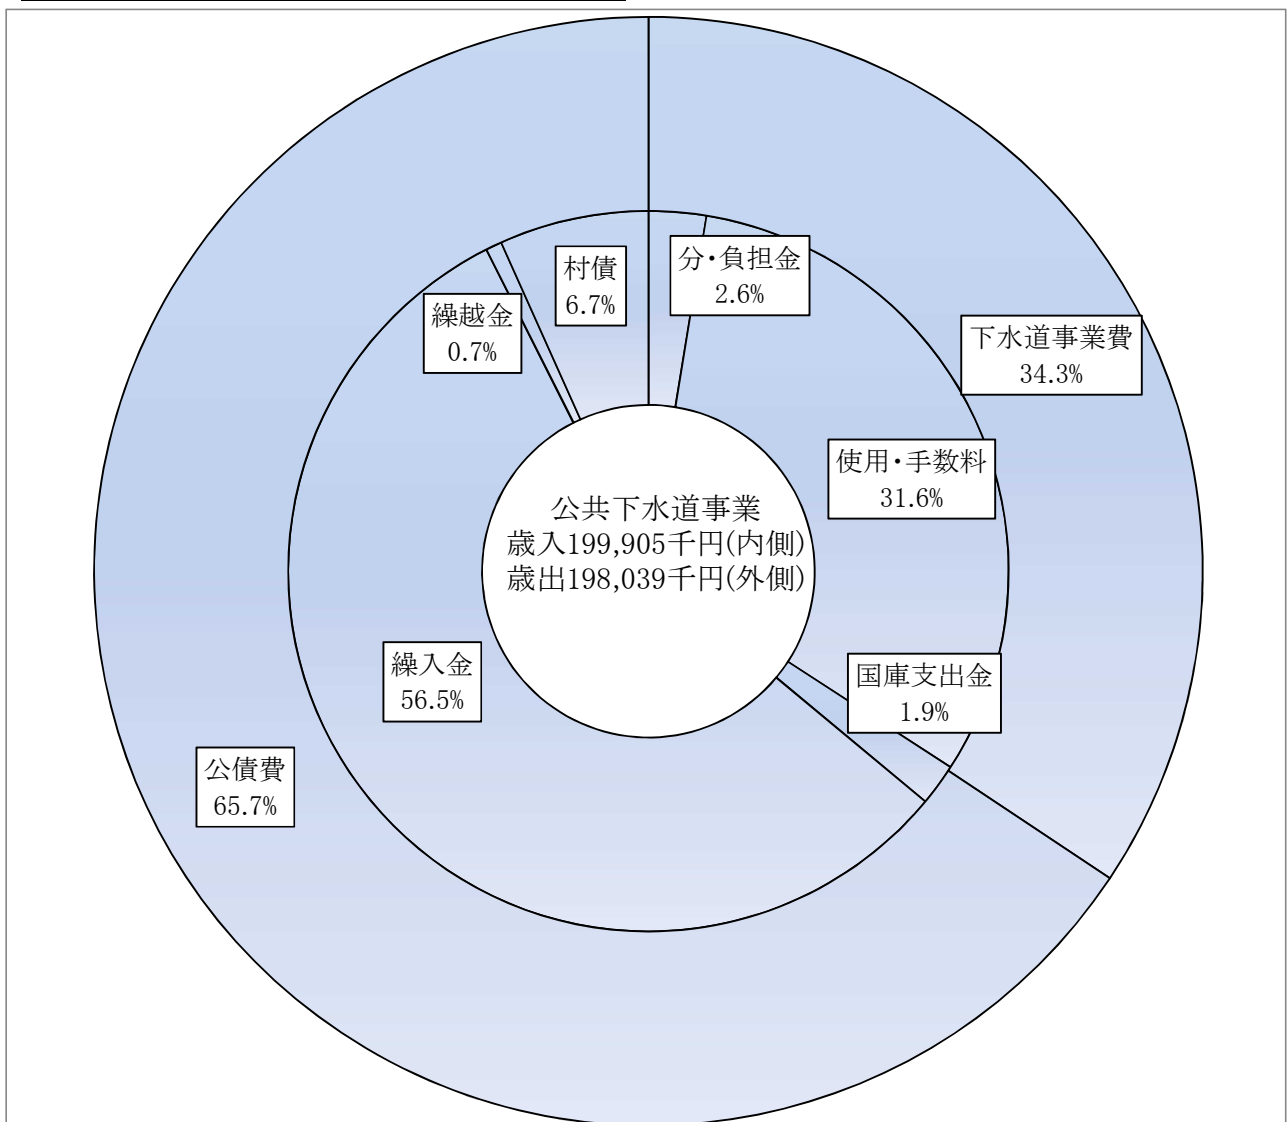 村債
6.7%
分・負担金
2.6%
繰越金
0.7%
下水道事業費
34.3%
使用・手数料
31.6%
公共下水道事業
歳入199,905千円(内側)
歳出198,039千円(外側)
繰入金
56.5%
国庫支出金
1.9%
公債費
65.7%